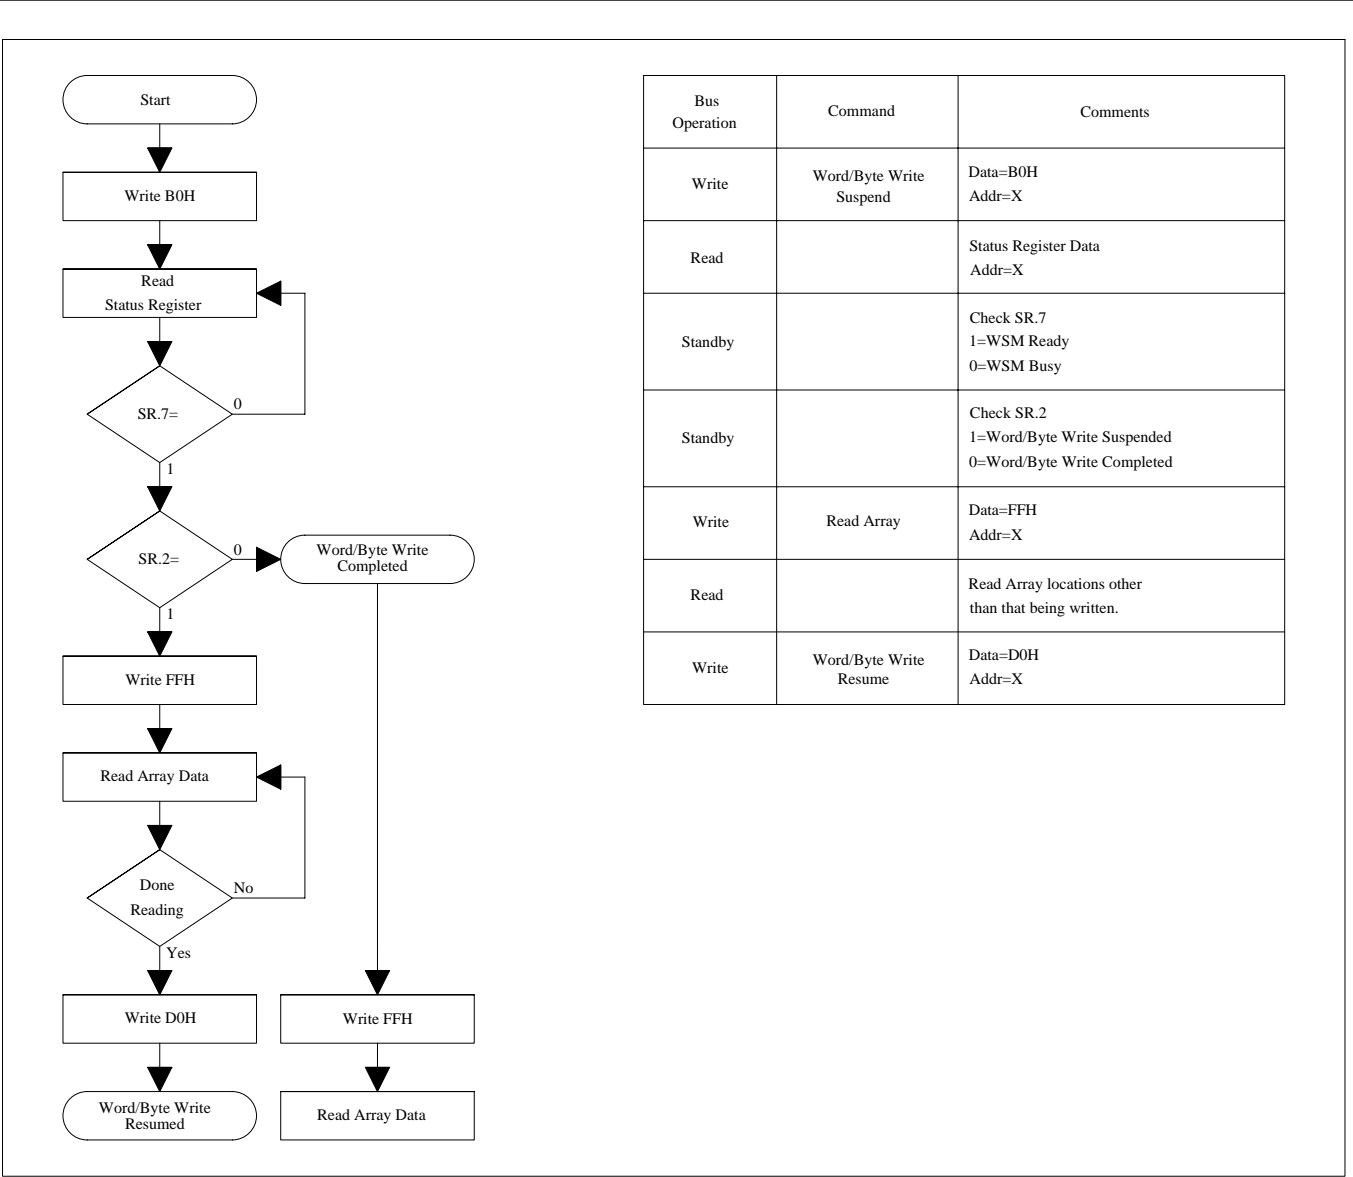 Start
Write B0H
Read
Status Register
SR.7=
0
1
SR.2=
0
Word/Byte Write
Completed
1
Write FFH
Read Array Data
Done
Reading
No
Yes
Write D0H
Write FFH
Word/Byte Write
Resumed
Read Array Data
Bus
Operation
Command
Comments
Write
Word/Byte Write
Suspend
Data=B0H
Addr=X
Read
Status Register Data
Addr=X
Standby
Check SR.7
1=WSM Ready
0=WSM Busy
Standby
Check SR.2
1=Word/Byte Write Suspended
0=Word/Byte Write Completed
Write
Read Array
Data=FFH
Addr=X
Read
Read Array locations other
than that being written.
Write
Word/Byte Write
Resume
Data=D0H
Addr=X